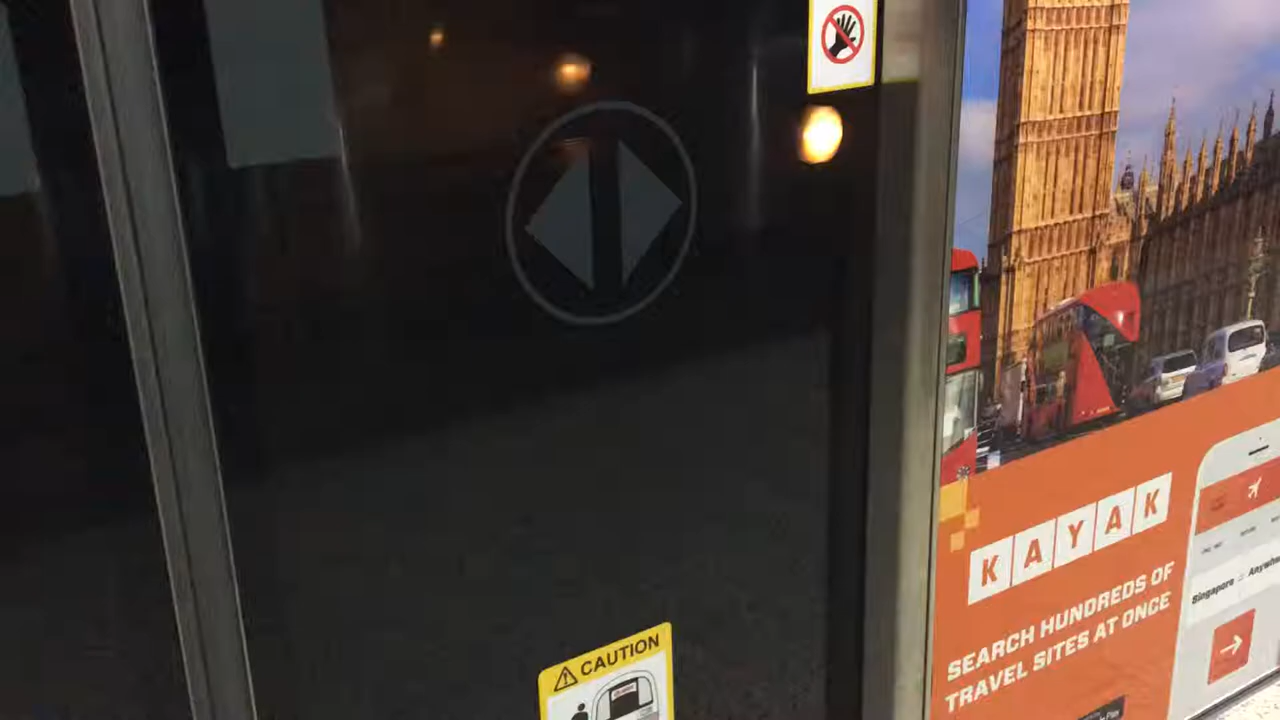 KAYAK
SEARCH HUNDREDS OF
TRAVEL SITES AT ONCE
Singapore
CAUTION